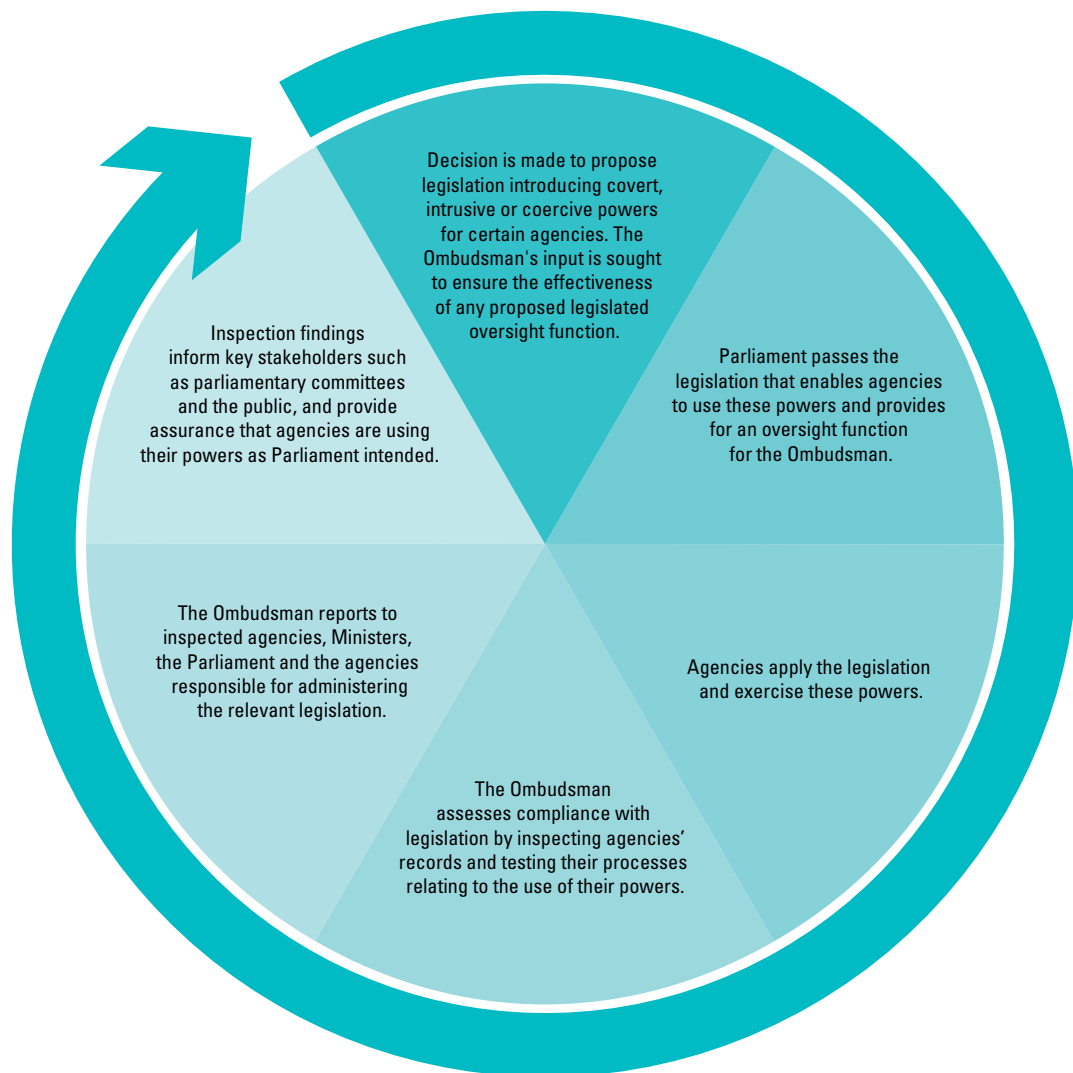 Decision is made to propose
legislation introducing covert,
intrusive or coercive powers
for certain agencies. The
Ombudsman's input is sought
to ensure the effectiveness
of any proposed legislated
oversight function.
Parliament passes the
legislation that enables agencies
to use these powers and provides
for an oversight function
for the Ombudsman.
Agencies apply the legislation
and exercise these powers.
The Ombudsman
assesses compliance with
legislation by inspecting agencies’
records and testing their processes
relating to the use of their powers.
The Ombudsman reports to
inspected agencies, Ministers,
the Parliament and the agencies
responsible for administering
the relevant legislation.
Inspection findings
inform key stakeholders such
as parliamentary committees
and the public, and provide
assurance that agencies are using
their powers as Parliament intended.